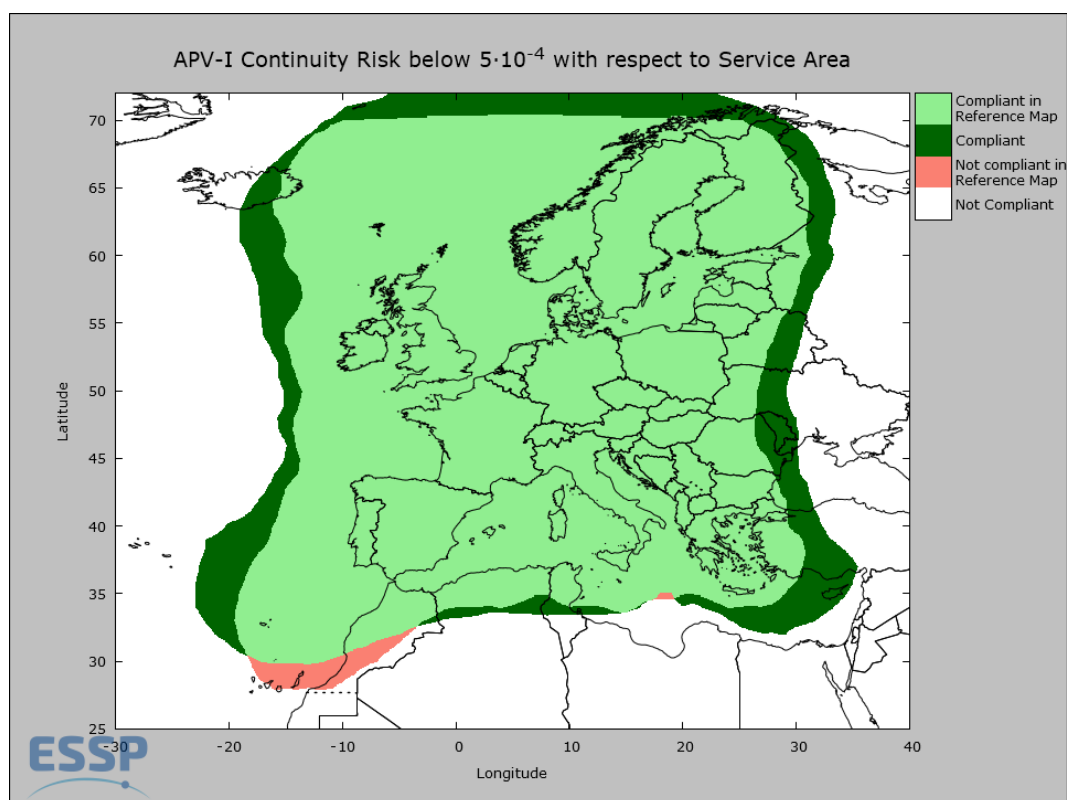 APV-I Continuity Risk below 5·10⁻⁴ with respect to Service Area
Compliant in
Reference Map
Compliant
Not compliant in
Reference Map
Not Compliant
70
65
60
55
50
45
40
35
30
25
Latitude
-30
-20
-10
0
10
20
30
40
Longitude
ESSP